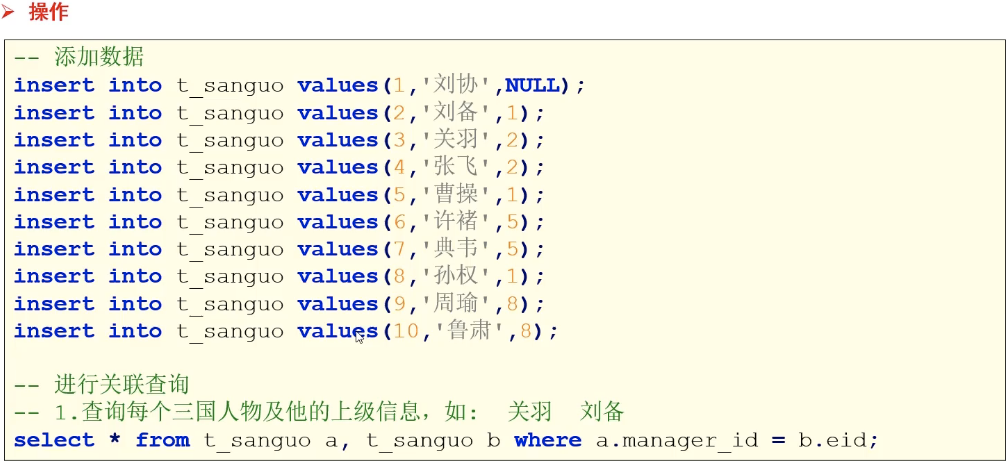 ➢ 操作
-- 添加数据
insert into t_sanguo values(1,'刘协',NULL);
insert into t_sanguo values(2,'刘备',1);
insert into t_sanguo values(3,'关羽',2);
insert into t_sanguo values(4,'张飞',2);
insert into t_sanguo values(5,'曹操',1);
insert into t_sanguo values(6,'许褚',5);
insert into t_sanguo values(7,'典韦',5);
insert into t_sanguo values(8,'孙权',1);
insert into t_sanguo values(9,'周瑜',8);
insert into t_sanguo values(10,'鲁肃',8);
-- 进行关联查询
-- 1.查询每个三国人物及他的上级信息，如： 关羽 刘备
select * from t_sanguo a, t_sanguo b where a.manager_id = b.eid;